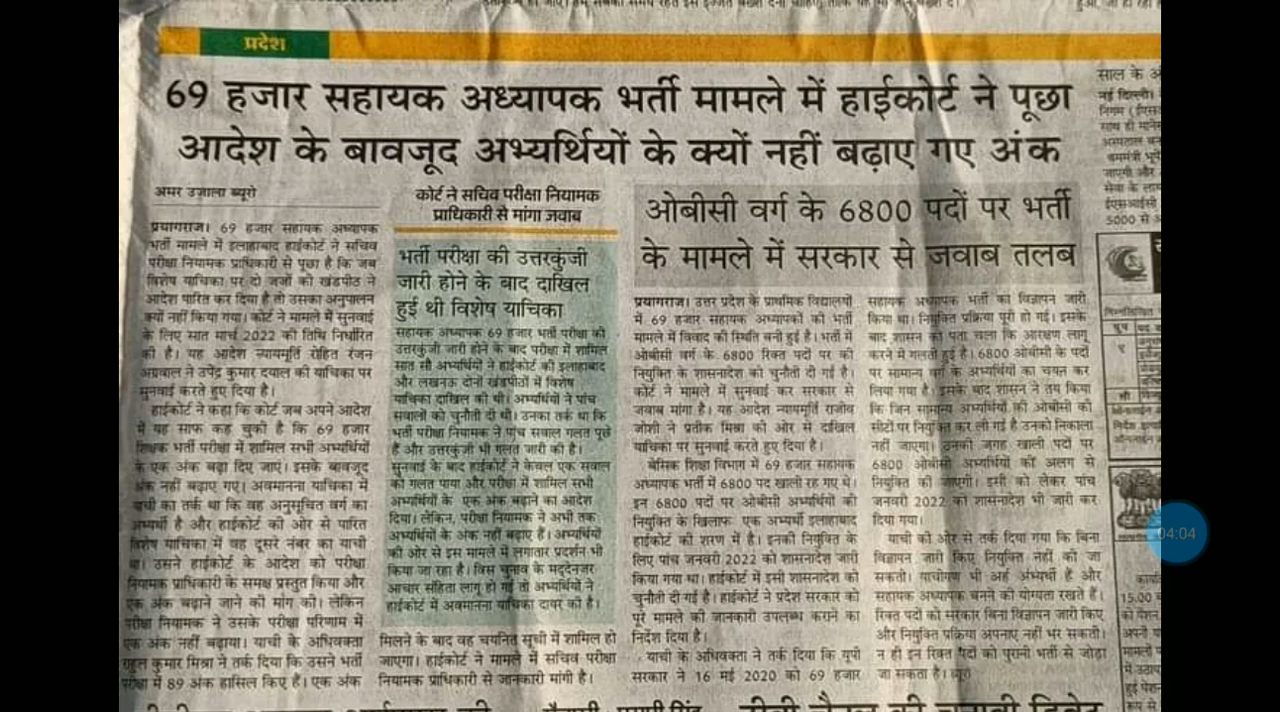 प्रदेश
69 हजार सहायक अध्यापक भर्ती मामले में हाईकोर्ट ने पूछा
आदेश के बावजूद अभ्यर्थियों के क्यों नहीं बढ़ाए गए अंक
अमर उजाला ब्यूरो
प्रयागराज। 69 हजार सहायक अध्यापक
भर्ती मामले में इलाहाबाद हाईकोर्ट ने सचिव
परीक्षा नियामक प्राधिकारी से पूछा है कि जब
विशेष याचिका पर दो जजों की खंडपीठ ने
आदेश पारित कर दिया है तो उसका अनुपालन
क्यों नहीं किया गया। कोर्ट ने मामले में सुनवाई
के लिए सात मार्च 2022 की तिथि निर्धारित
की है। यह आदेश न्यायमूर्ति रोहित रंजन
अग्रवाल ने उपेंद्र कुमार दयाल की याचिका पर
सुनवाई करते हुए दिया है।
हाईकोर्ट ने कहा कि कोर्ट जब अपने आदेश
में यह साफ कह चुकी है कि 69 हजार
शिक्षक भर्ती परीक्षा में शामिल सभी अभ्यर्थियों
के एक अंक बढ़ा दिए जाएं। इसके बावजूद
अंक नहीं बढ़ाए गए। अवमानना याचिका में
याची का तर्क था कि वह अनुसूचित वर्ग का
अभ्यर्थी है और हाईकोर्ट की ओर से पारित
विशेष याचिका में वह दूसरे नंबर का याची
था। उसने हाईकोर्ट के आदेश को परीक्षा
नियामक प्राधिकारी के समक्ष प्रस्तुत किया और
एक अंक बढ़ाने जाने की मांग की। लेकिन
परीक्षा नियामक ने उसके परीक्षा परिणाम में
एक अंक नहीं बढ़ाया। याची के अधिवक्ता
राहुल कुमार मिश्रा ने तर्क दिया कि उसने भर्ती
परीक्षा में 89 अंक हासिल किए हैं। एक अंक
कोर्ट ने सचिव परीक्षा नियामक
प्राधिकारी से मांगा जवाब
भर्ती परीक्षा की उत्तरकुंजी
जारी होने के बाद दाखिल
हुई थी विशेष याचिका
सहायक अध्यापक 69 हजार भर्ती परीक्षा की
उत्तरकुंजी जारी होने के बाद परीक्षा में शामिल
सात सौ अभ्यर्थियों ने हाईकोर्ट की इलाहाबाद
और लखनऊ दोनों खंडपीठों में विशेष
याचिका दाखिल की थी। अभ्यर्थियों ने पांच
सवालों को चुनौती दी थी। उनका तर्क था कि
भर्ती परीक्षा नियामक ने पांच सवाल गलत पूछे
हैं और उत्तरकुंजी भी गलत जारी की है।
सुनवाई के बाद हाईकोर्ट ने केवल एक सवाल
को गलत पाया और परीक्षा में शामिल सभी
अभ्यर्थियों के एक अंक बढ़ाने का आदेश
दिया। लेकिन, परीक्षा नियामक ने अभी तक
अभ्यर्थियों के अंक नहीं बढ़ाए हैं। अभ्यर्थियों
की ओर से इस मामले में लगातार प्रदर्शन भी
किया जा रहा है। विस चुनाव के मद्देनजर
आचार संहिता लागू हो गई तो अभ्यर्थियों ने
हाईकोर्ट में अवमानना याचिका दायर की है।
मिलने के बाद वह चयनित सूची में शामिल हो
जाएगा। हाईकोर्ट ने मामले में सचिव परीक्षा
नियामक प्राधिकारी से जानकारी मांगी है।
ओबीसी वर्ग के 6800 पदों पर भर्ती
के मामले में सरकार से जवाब तलब
प्रयागराज। उत्तर प्रदेश के प्राथमिक विद्यालयों
में 69 हजार सहायक अध्यापकों की भर्ती
मामले में विवाद की स्थिति बनी हुई है। भर्ती में
ओबीसी वर्ग के 6800 रिक्त पदों पर की
नियुक्ति के शासनादेश को चुनौती दी गई है।
कोर्ट ने मामले में सुनवाई कर सरकार से
जवाब मांगा है। यह आदेश न्यायमूर्ति राजीव
जोशी ने प्रतीक मिश्रा की ओर से दाखिल
याचिका पर सुनवाई करते हुए दिया है।
बेसिक शिक्षा विभाग में 69 हजार सहायक
अध्यापक भर्ती में 6800 पद खाली रह गए थे।
इन 6800 पदों पर ओबीसी अभ्यर्थियों की
नियुक्ति के खिलाफ एक अभ्यर्थी इलाहाबाद
हाईकोर्ट की शरण में है। इनकी नियुक्ति के
लिए पांच जनवरी 2022 को शासनादेश जारी
किया गया था। हाईकोर्ट में इसी शासनादेश को
चुनौती दी गई है। हाईकोर्ट ने प्रदेश सरकार को
पूरे मामले की जानकारी उपलब्ध कराने का
निर्देश दिया है।
याची के अधिवक्ता ने तर्क दिया कि यूपी
सरकार ने 16 मई 2020 को 69 हजार
सहायक अध्यापक भर्ती का विज्ञापन जारी
किया था। नियुक्ति प्रक्रिया पूरी हो गई। इसके
बाद शासन को पता चला कि आरक्षण लागू
करने में गलती हुई है। 6800 ओबीसी के पदों
पर सामान्य वर्ग के अभ्यर्थियों का चयन कर
लिया गया है। इसके बाद शासन ने तय किया
कि जिन सामान्य अभ्यर्थियों की ओबीसी की
सीटों पर नियुक्ति कर ली गई है उनको निकाला
नहीं जाएगा। उनकी जगह खाली पदों पर
6800 ओबीसी अभ्यर्थियों की अलग से
नियुक्ति की जाएगी। इसी को लेकर पांच
जनवरी 2022 को शासनादेश भी जारी कर
दिया गया।
याची की ओर से तर्क दिया गया कि बिना
विज्ञापन जारी किए नियुक्ति नहीं की जा
सकती। याचीगण भी अर्ह अभ्यर्थी हैं और
सहायक अध्यापक बनने की योग्यता रखते हैं।
रिक्त पदों को सरकार बिना विज्ञापन जारी किए
और नियुक्ति प्रक्रिया अपनाए नहीं भर सकती।
न ही इन रिक्त पदों को पुरानी भर्ती से जोड़ा
जा सकता है। ब्यूरो
साल के
नई दिल्ली।
साथ ही
जाएगी और
सेवा के
5000 से
15.00
अपनी
04:04